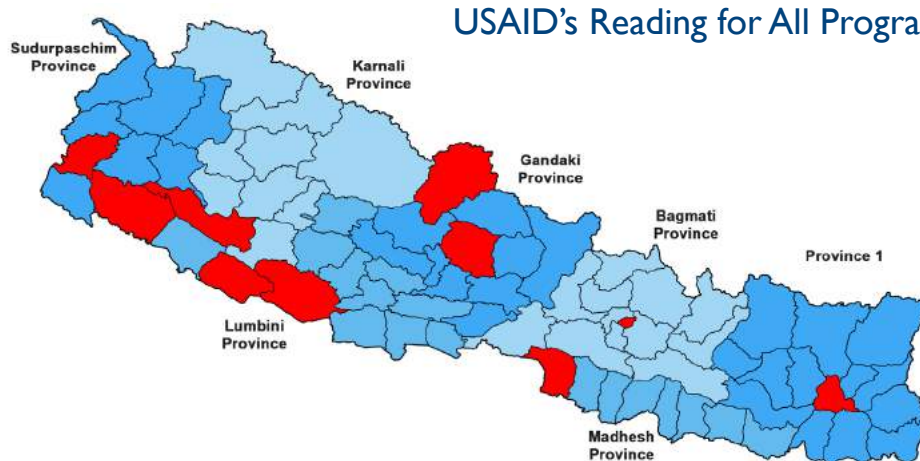 USAID's Reading for All Progra
Sudurpaschim
Province
Karnali
Province
Gandaki
Province
Bagmati
Province
Province 1
Lumbini
Province
Madhesh
Province